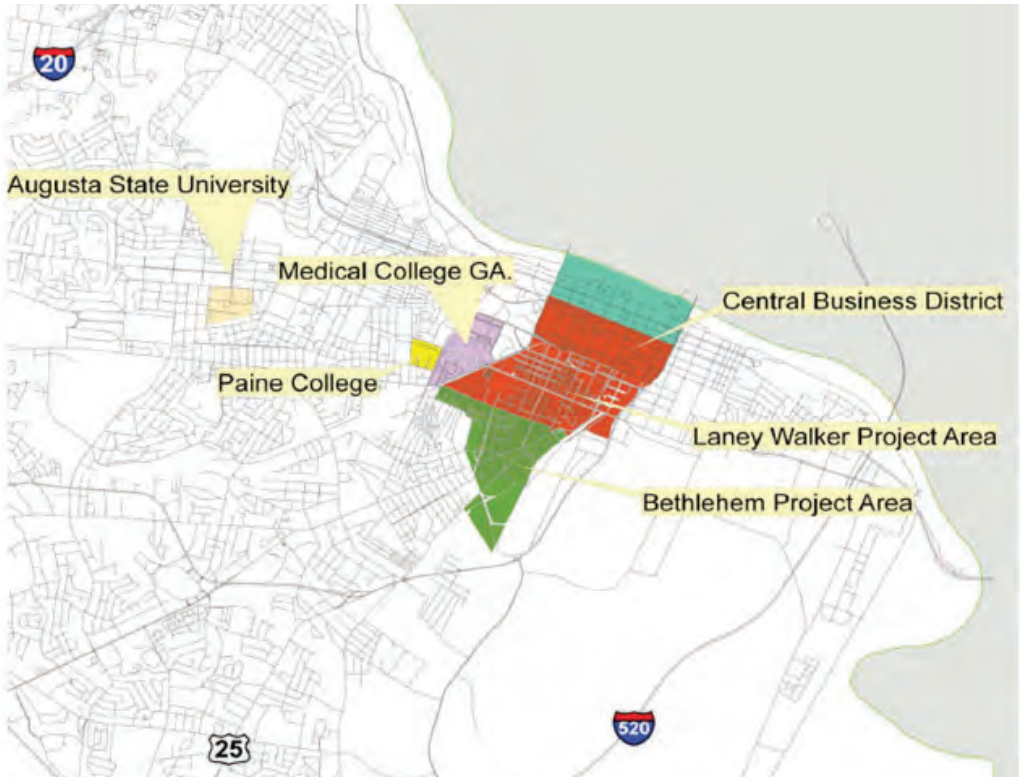 20
Augusta State University
Medical College GA.
Central Business District
Paine College
Laney Walker Project Area
Bethlehem Project Area
520
25